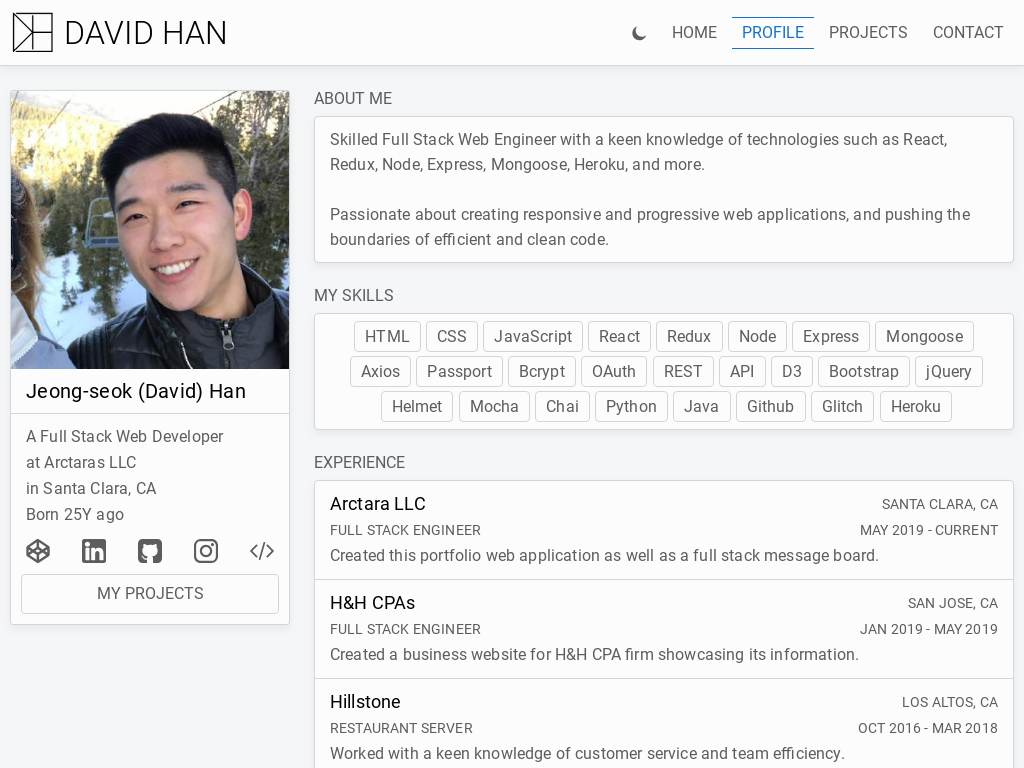 DAVID HAN
HOME PROFILE PROJECTS CONTACT
Jeong-seok (David) Han
A Full Stack Web Developer
at Arctaras LLC
in Santa Clara, CA
Born 25Y ago
MY PROJECTS
ABOUT ME
Skilled Full Stack Web Engineer with a keen knowledge of technologies such as React,
Redux, Node, Express, Mongoose, Heroku, and more.
Passionate about creating responsive and progressive web applications, and pushing the
boundaries of efficient and clean code.
MY SKILLS
HTML CSS JavaScript React Redux Node Express Mongoose
Axios Passport Bcrypt OAuth REST API D3 Bootstrap jQuery
Helmet Mocha Chai Python Java Github Glitch Heroku
EXPERIENCE
Arctara LLC SANTA CLARA, CA
FULL STACK ENGINEER MAY 2019 - CURRENT
Created this portfolio web application as well as a full stack message board.
H&H CPAs SAN JOSE, CA
FULL STACK ENGINEER JAN 2019 - MAY 2019
Created a business website for H&H CPA firm showcasing its information.
Hillstone LOS ALTOS, CA
RESTAURANT SERVER OCT 2016 - MAR 2018
Worked with a keen knowledge of customer service and team efficiency.